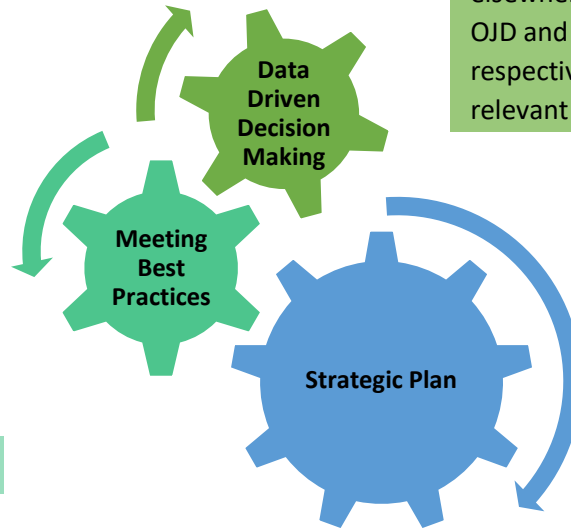 OJD and
respectiv
relevant
Data
Driven
Decision
Making
Meeting
Best
Practices
Strategic Plan